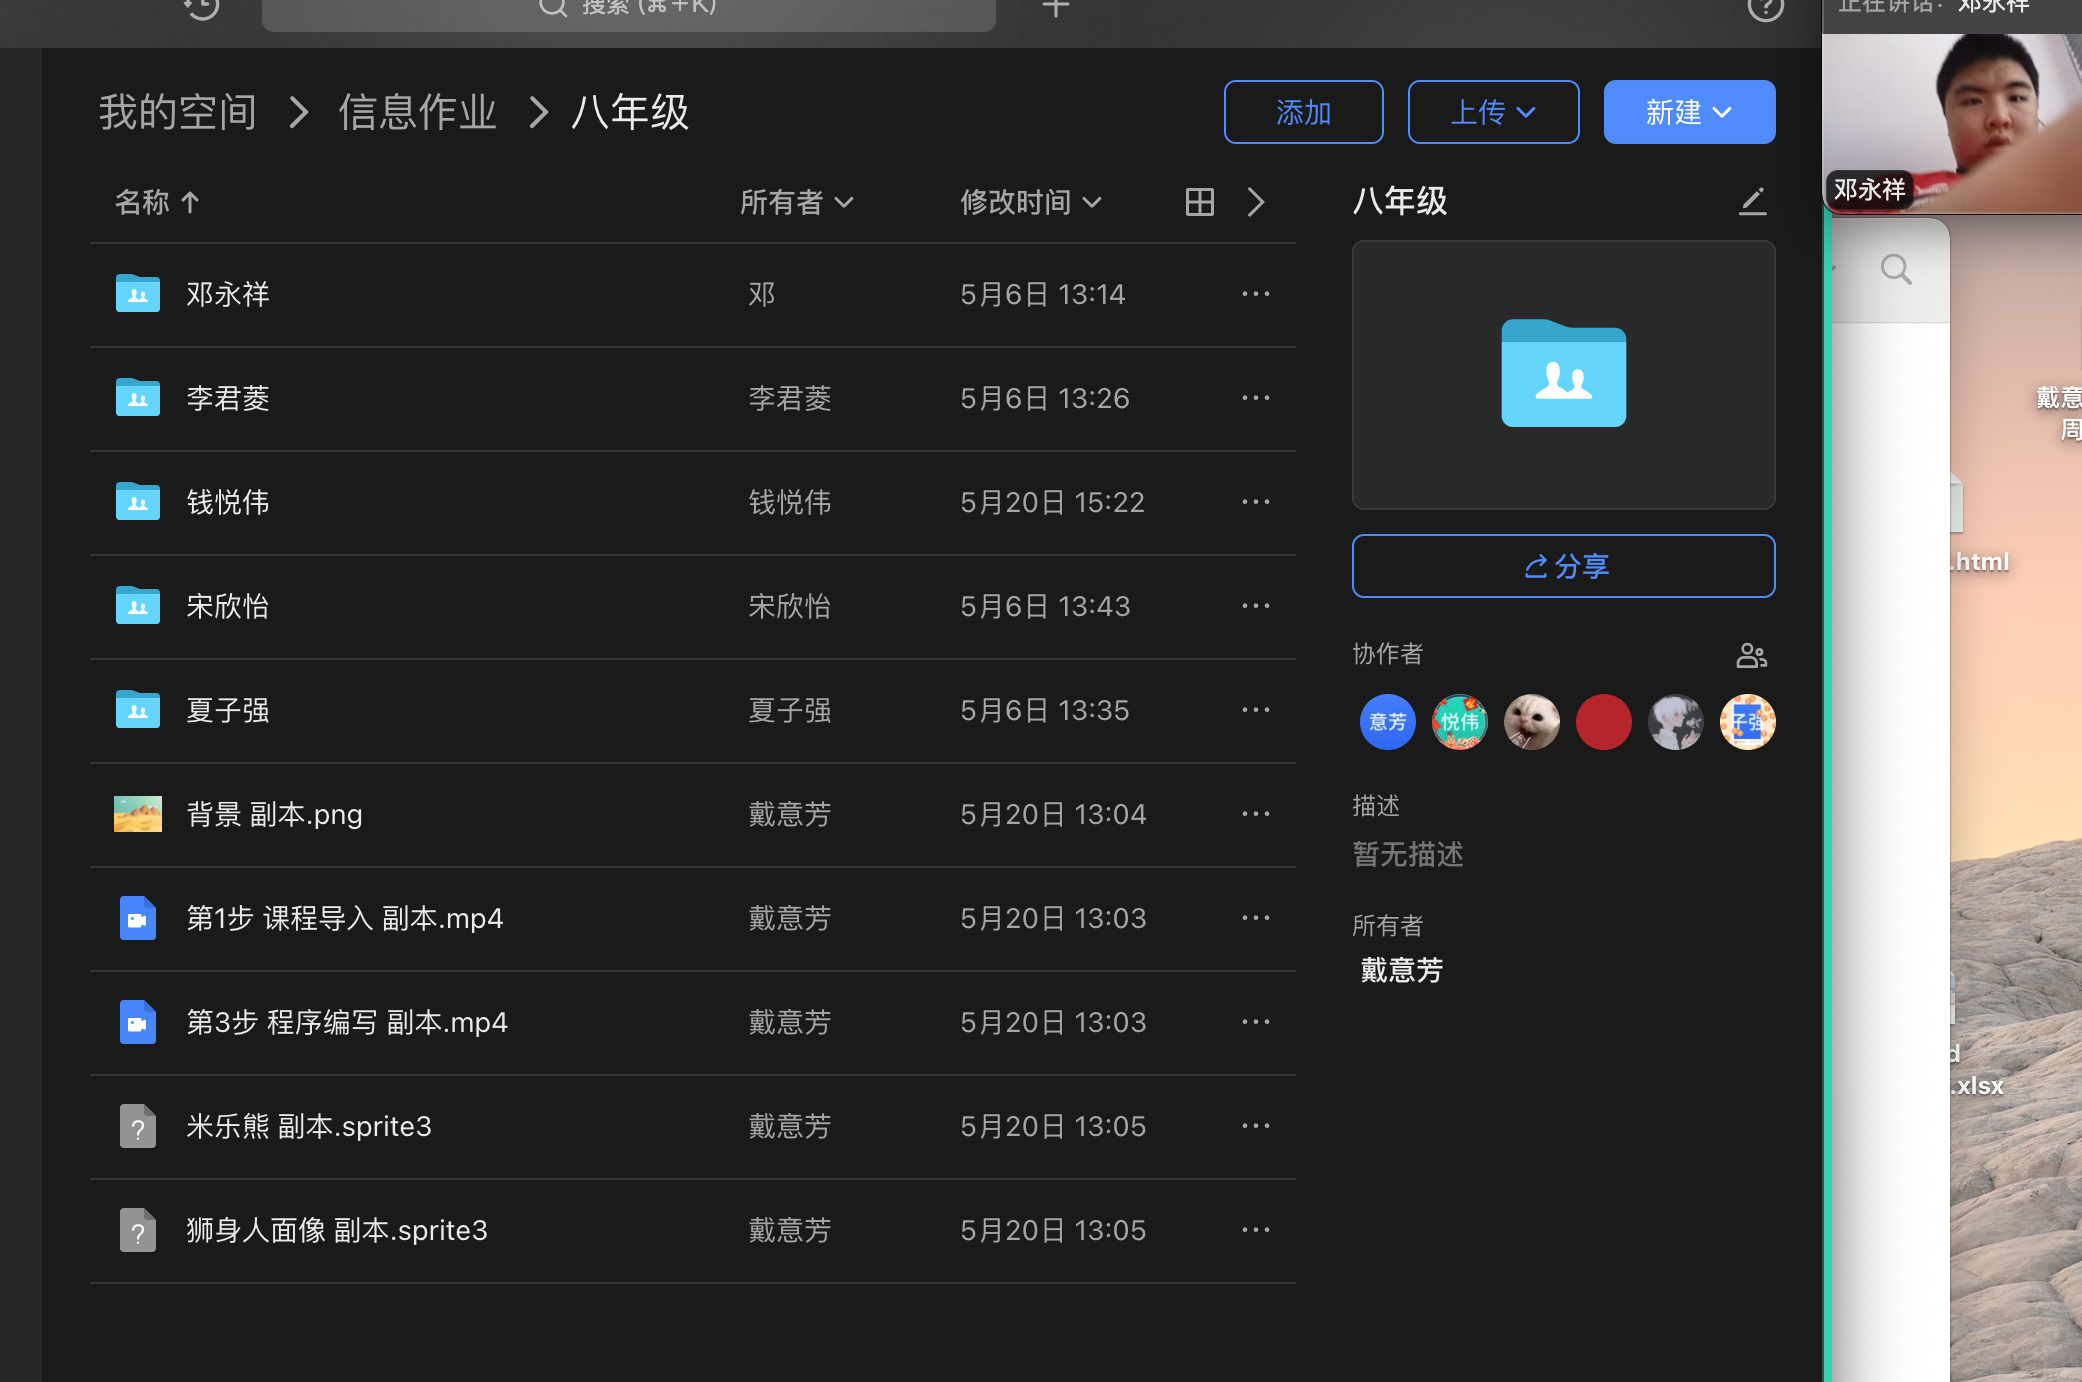 搜索 (⌘+K)
正在讲话: 邓永祥
我的空间 > 信息作业 > 八年级
添加
上传
新建
邓永祥
名称 ↑
所有者
修改时间
八年级
邓永祥
邓
5月6日 13:14
李君菱
李君菱
5月6日 13:26
钱悦伟
钱悦伟
5月20日 15:22
宋欣怡
宋欣怡
5月6日 13:43
夏子强
夏子强
5月6日 13:35
背景 副本.png
戴意芳
5月20日 13:04
第1步 课程导入 副本.mp4
戴意芳
5月20日 13:03
第3步 程序编写 副本.mp4
戴意芳
5月20日 13:03
米乐熊 副本.sprite3
戴意芳
5月20日 13:05
狮身人面像 副本.sprite3
戴意芳
5月20日 13:05
分享
协作者
意芳
悦伟
子强
描述
暂无描述
所有者
戴意芳
戴意
周
.html
d
.xlsx